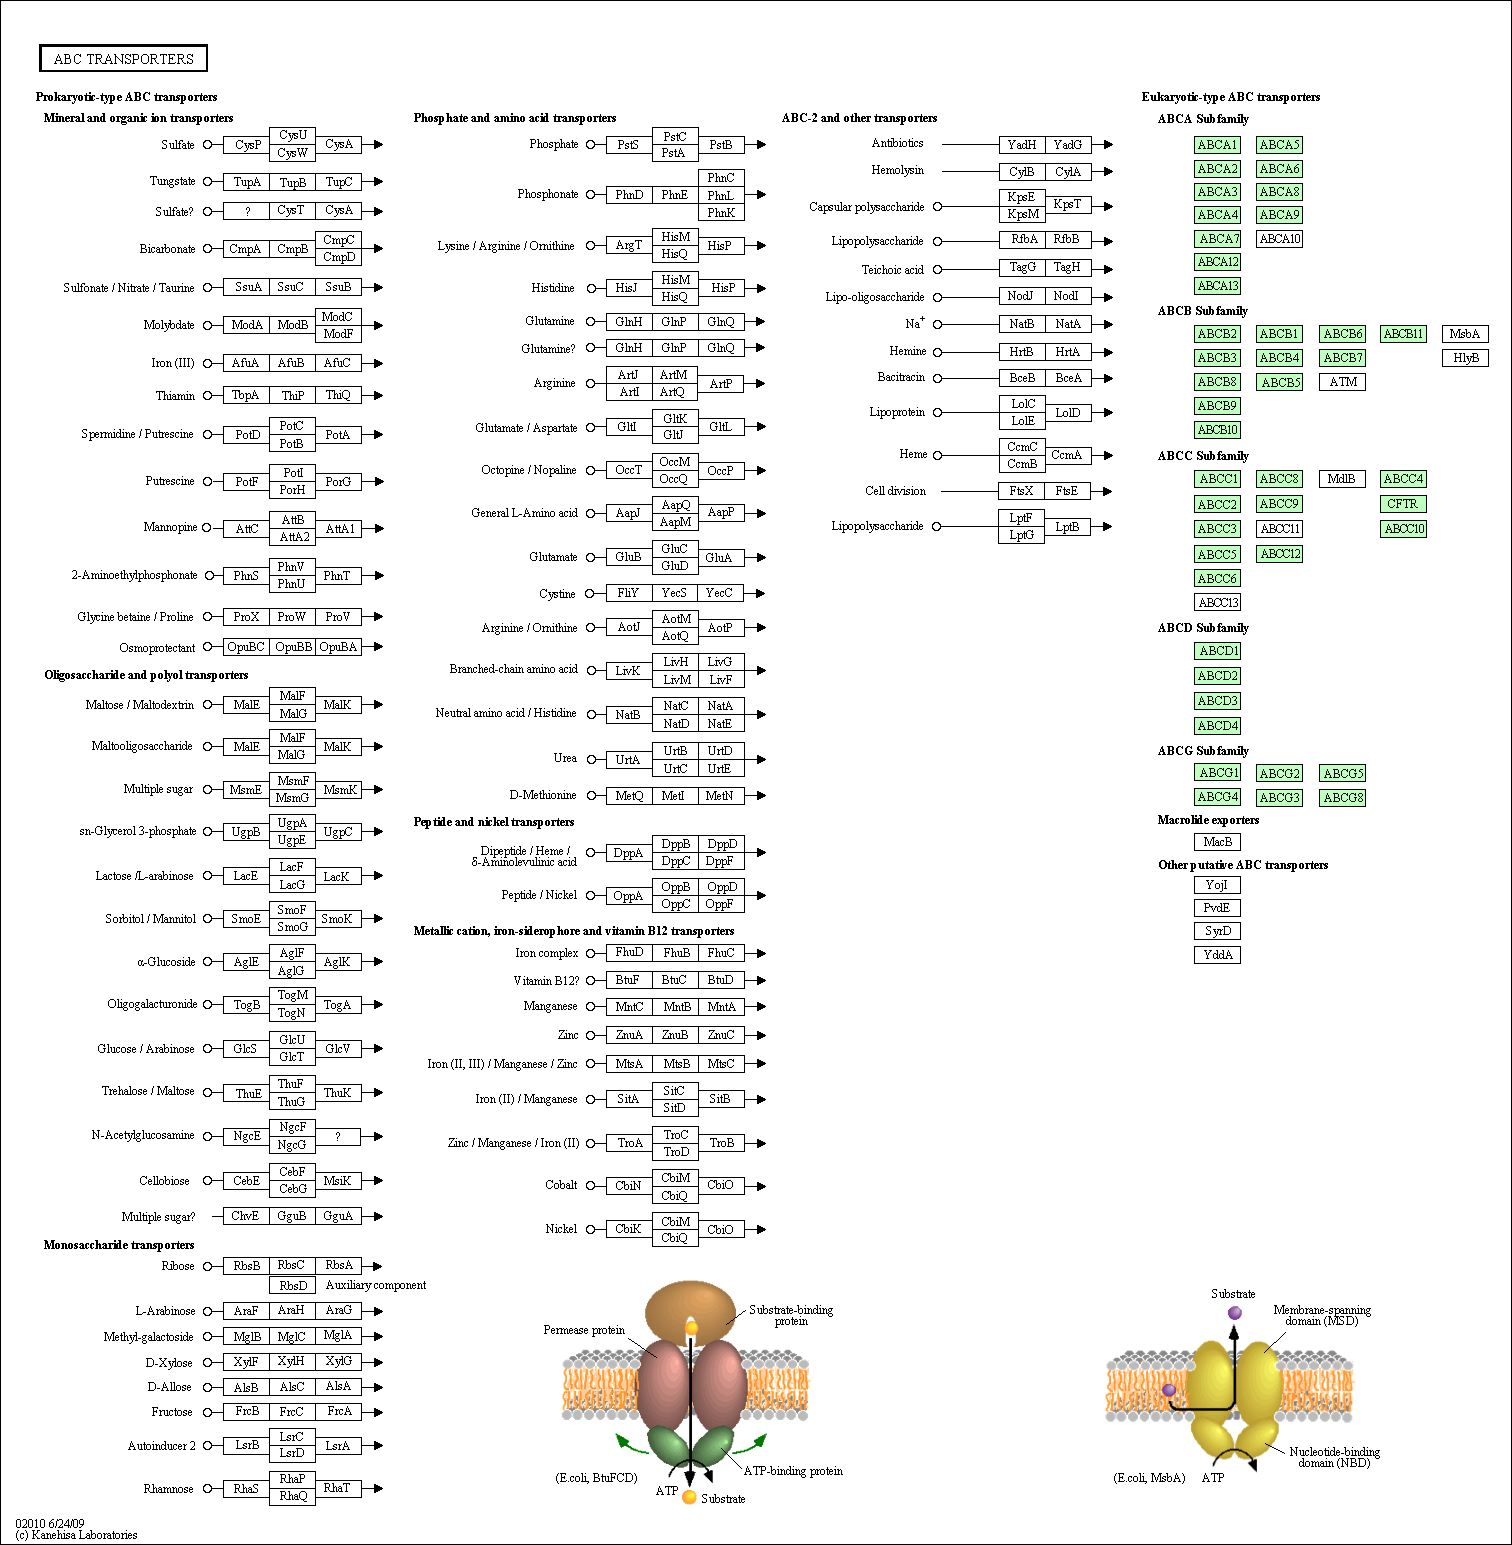 ABC TRANSPORTERS
Prokaryotic-type ABC transporters
Mineral and organic ion transporters
Sulfate CysP CysU CysW CysA
Tungstate TupA TupB TupC
Sulfate? ? CysT CysA
Bicarbonate CmpA CmpB CmpC CmpD
Sulfonate / Nitrate / Taurine SsuA SsuC SsuB
Molybdate ModA ModB ModC ModF
Iron (III) AfuA AfuB AfuC
Thiamin TbpA ThiP ThiQ
Spermidine / Putrescine PotD PotC PotB PotA
Putrescine PotF PotI PorH PorG
Mannopine AttC AttB AttA2 AttA1
2-Aminoethylphosphonate PhnS PhnV PhnU PhnT
Glycine betaine / Proline ProX ProW ProV
Osmoprotectant OpuBC OpuBB OpuBA
Oligosaccharide and polyol transporters
Maltose / Maltodextrin MalE MalF MalG MalK
Maltooligosaccharide MalE MalF MalG MalK
Multiple sugar MsmE MsmF MsmG MsmK
sn-Glycerol 3-phosphate UgpB UgpA UgpE UgpC
Lactose /L-arabinose LacE LacF LacG LacK
Sorbitol / Mannitol SmoE SmoF SmoG SmoK
α-Glucoside AglE AglF AglG AglK
Oligogalacturonide TogB TogM TogN TogA
Glucose / Arabinose GlcS GlcU GlcT GlcV
Trehalose / Maltose ThuE ThuF ThuG ThuK
N-Acetylglucosamine NgcE NgcF NgcG ?
Cellobiose CebE CebF CebG MsiK
Multiple sugar? ChvE GguB GguA
Monosaccharide transporters
Ribose RbsB RbsC RbsA
RbsD Auxiliary component
L-Arabinose AraF AraH AraG
Methyl-galactoside MglB MglC MglA
D-Xylose XylF XylH XylG
D-Allose AlsB AlsC AlsA
Fructose FrcB FrcC FrcA
Autoinducer 2 LsrB LsrC LsrD LsrA
Rhamnose RhaS RhaP RhaQ RhaT
02010 6/24/09
(c) Kanehisa Laboratories
Phosphate and amino acid transporters
Phosphate PstS PstC PstA PstB
Phosphonate PhnD PhnE PhnC PhnL PhnK
Lysine / Arginine / Ornithine ArgT HisM HisQ HisP
Histidine HisJ HisM HisQ HisP
Glutamine GlnH GlnP GlnQ
Glutamine? GlnH GlnP GlnQ
Arginine ArtJ ArtM ArtI ArtQ ArtP
Glutamate / Aspartate GltI GltK GltJ GltL
Octopine / Nopaline OccT OccM OccQ OccP
General L-Amino acid AapJ AapQ AapM AapP
Glutamate GluB GluC GluD GluA
Cystine FliY YecS YecC
Arginine / Ornithine AotJ AotM AotQ AotP
Branched-chain amino acid LivK LivH LivG LivM LivF
Neutral amino acid / Histidine NatB NatC NatA NatD NatE
Urea UrtA UrtB UrtD UrtC UrtE
D-Methionine MetQ MetI MetN
Peptide and nickel transporters
Dipeptide / Heme /
δ-Aminolevulinic acid DppA DppB DppD DppC DppF
Peptide / Nickel OppA OppB OppD OppC OppF
Metallic cation, iron-siderophore and vitamin B12 transporters
Iron complex FhuD FhuB FhuC
Vitamin B12? BtuF BtuC BtuD
Manganese MntC MntB MntA
Zinc ZnuA ZnuB ZnuC
Iron (II, III) / Manganese / Zinc MtsA MtsB MtsC
Iron (II) / Manganese SitA SitC SitD SitB
Zinc / Manganese / Iron (II) TroA TroC TroD TroB
Cobalt CbiN CbiM CbiQ CbiO
Nickel CbiK CbiM CbiQ CbiO
Substrate-binding
protein
Permease protein
ATP-binding protein
(E.coli, BtuFCD)
ATP
Substrate
ABC-2 and other transporters
Antibiotics YadH YadG
Hemolysin CylB CylA
Capsular polysaccharide KpsE KpsM KpsT
Lipopolysaccharide RfbA RfbB
Teichoic acid TagG TagH
Lipo-oligosaccharide NodJ NodI
Na+ NatB NatA
Hemine HrtB HrtA
Bacitracin BceB BceA
Lipoprotein LolC LolE LolD
Heme CcmC CcmB CcmA
Cell division FtsX FtsE
Lipopolysaccharide LptF LptG LptB
Eukaryotic-type ABC transporters
ABCA Subfamily
ABCA1 ABCA5
ABCA2 ABCA6
ABCA3 ABCA8
ABCA4 ABCA9
ABCA7 ABCA10
ABCA12
ABCA13
ABCB Subfamily
ABCB2 ABCB1 ABCB6 ABCB11 MsbA
ABCB3 ABCB4 ABCB7 HlyB
ABCB8 ABCB5 ATM
ABCB9
ABCB10
ABCC Subfamily
ABCC1 ABCC8 MdlB ABCC4
ABCC2 ABCC9 CFTR
ABCC3 ABCC11 ABCC10
ABCC5 ABCC12
ABCC6
ABCC13
ABCD Subfamily
ABCD1
ABCD2
ABCD3
ABCD4
ABCG Subfamily
ABCG1 ABCG2 ABCG5
ABCG4 ABCG3 ABCG8
Macrolide exporters
MacB
Other putative ABC transporters
YojI
PvdE
SyrD
YddA
Substrate
Membrane-spanning
domain (MSD)
Nucleotide-binding
domain (NBD)
(E.coli, MsbA)
ATP